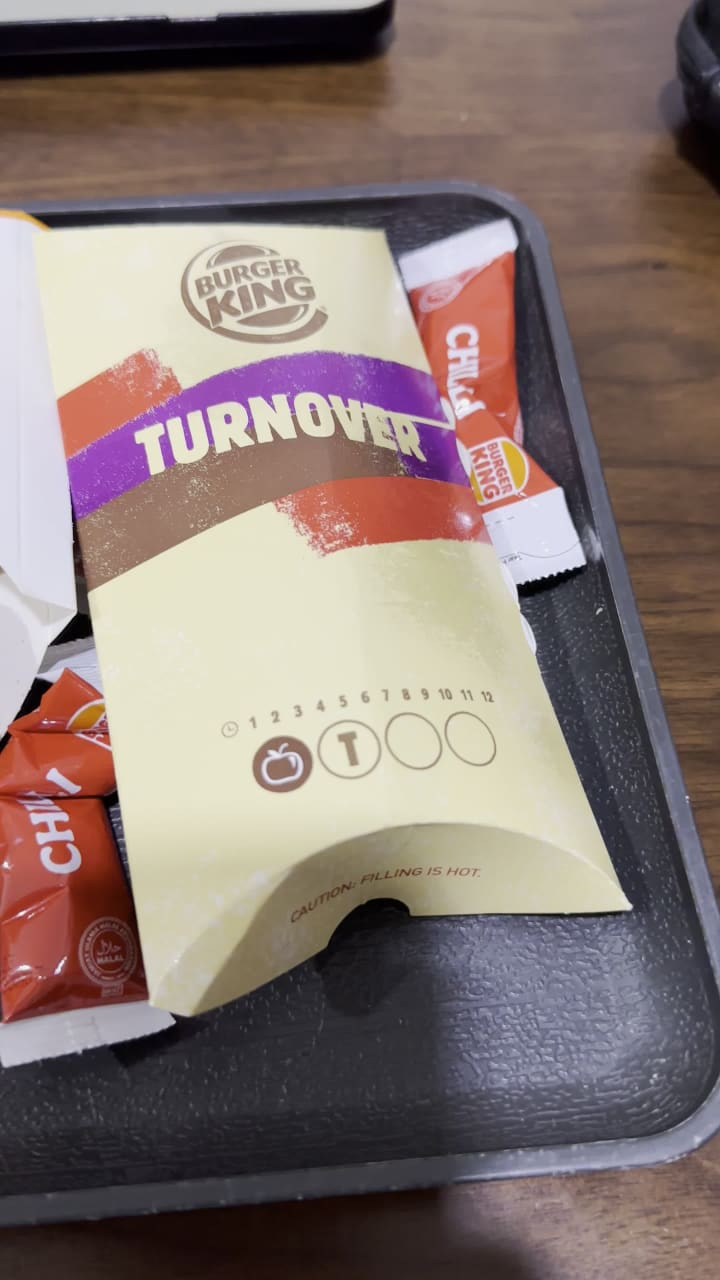 BURGER
KING
TURNOVER
1 2 3 4 5 6 7 8 9 10 11 12
T
CAUTION: FILLING IS HOT.
CHILI
BURGER
KING
CHILI
حلال
HALAL